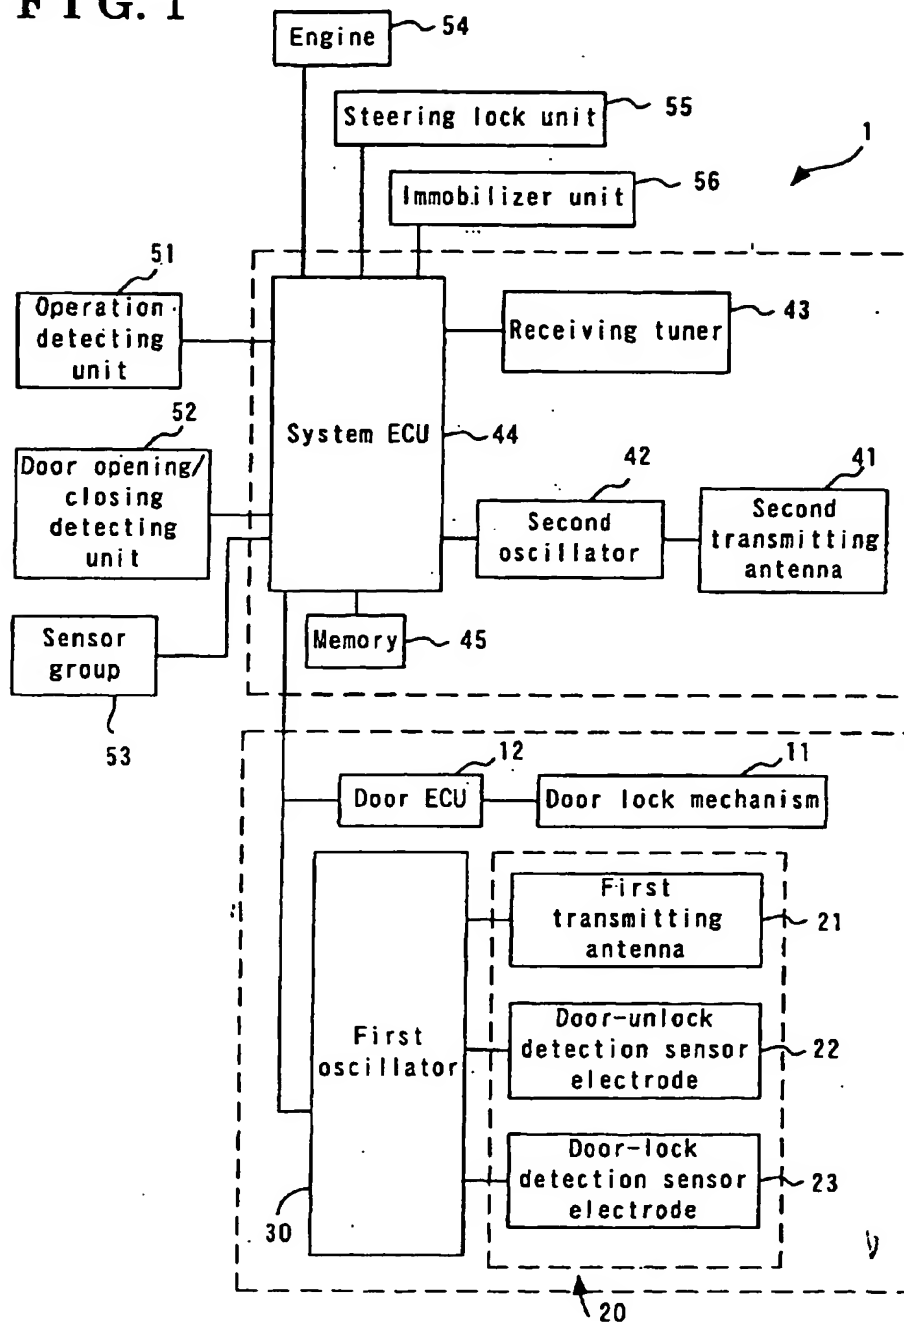 FIG. 1
Engine
54
Steering lock unit
55
1
Immobilizer unit
56
51
Operation
detecting
unit
Receiving tuner
43
52
Door opening/
closing
detecting
unit
System ECU
44
42
Second
oscillator
41
Second
transmitting
antenna
Sensor
group
53
Memory
45
12
Door ECU
11
Door lock mechanism
First
transmitting
antenna
21
First
oscillator
30
Door-unlock
detection sensor
electrode
22
Door-lock
detection sensor
electrode
23
20